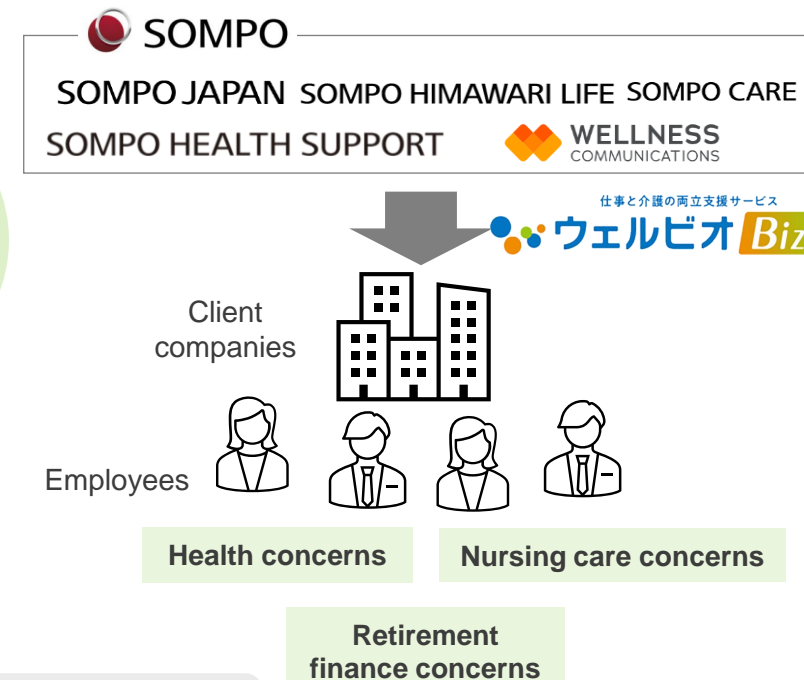 SOMPO
SOMPO JAPAN SOMPO HIMAWARI LIFE SOMPO CARE
SOMPO HEALTH SUPPORT WELLNESS
COMMUNICATIONS
仕事と介護の両立支援サービス
ウェルビオ Biz
Client
companies
Employees
Health concerns Nursing care concerns
Retirement
finance concerns